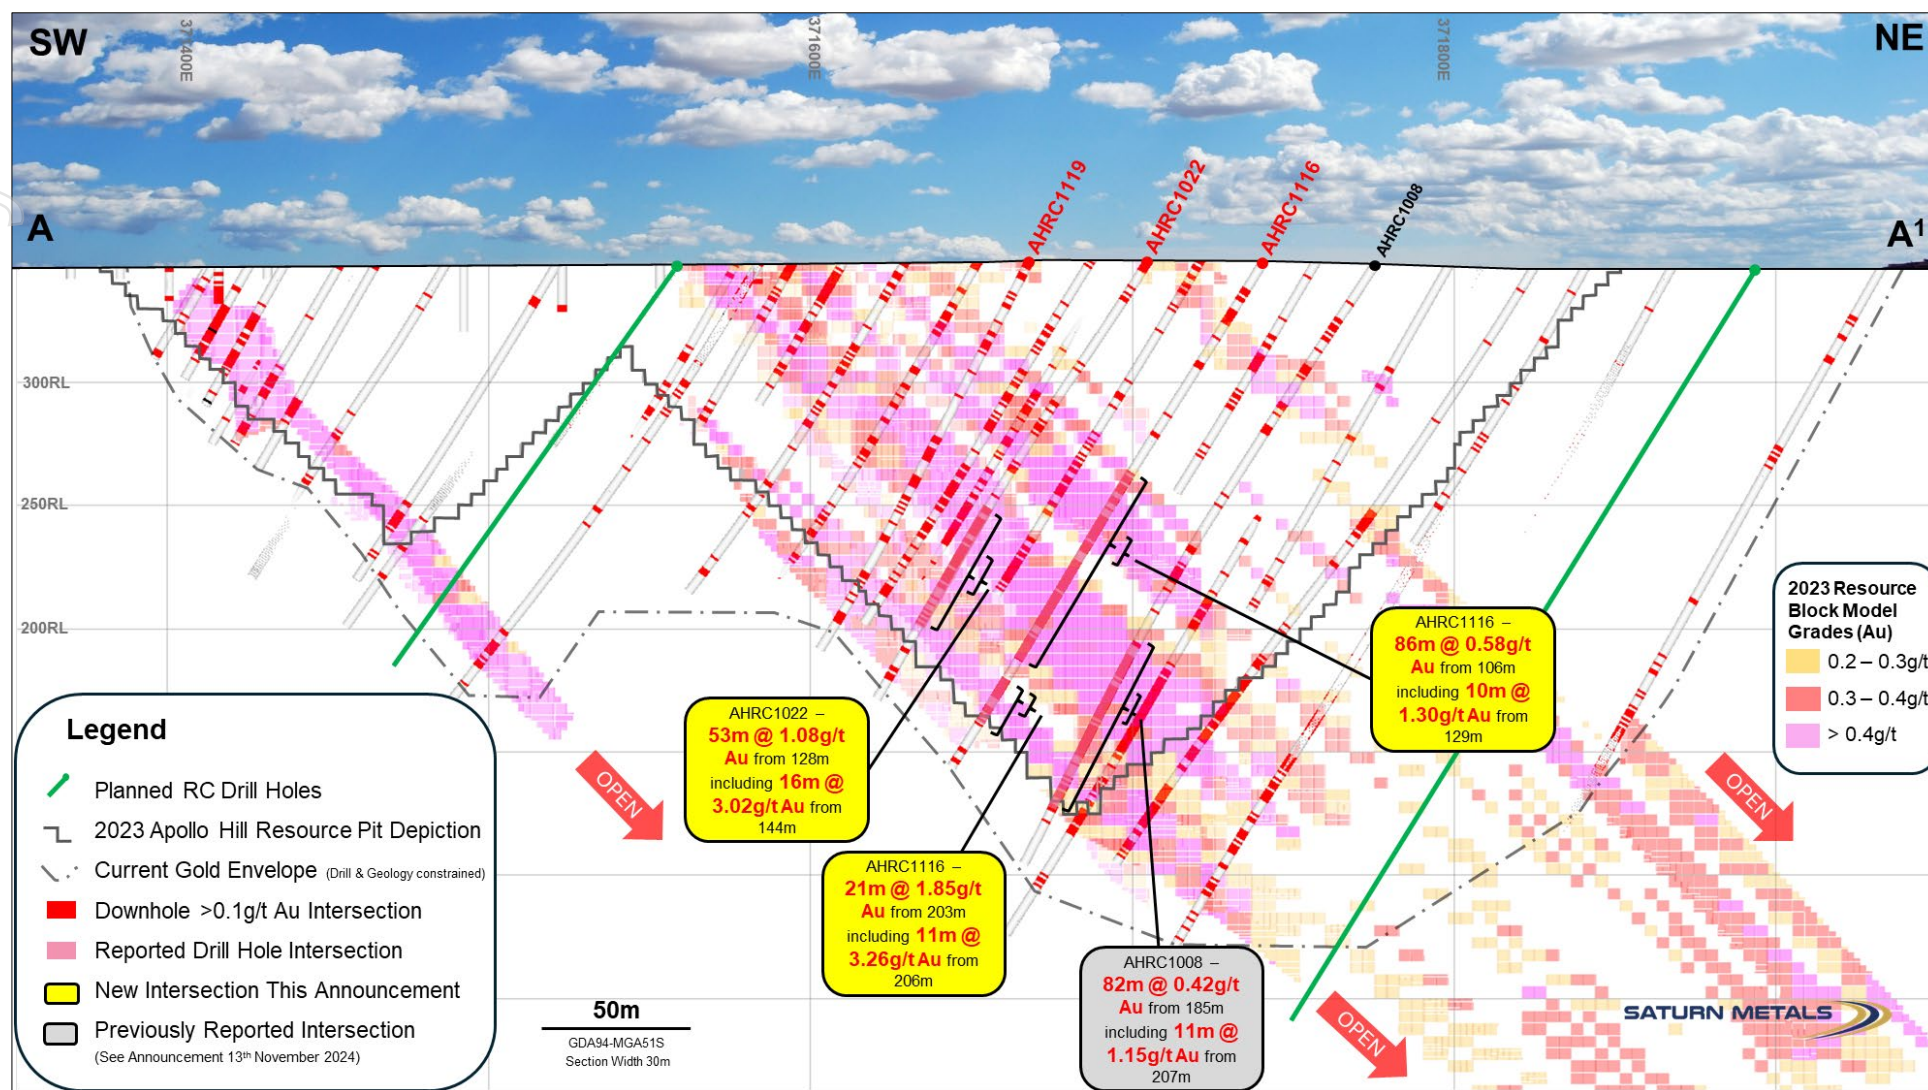 SW
NE
371400E
371600E
371800E
AHRC1119
AHRC1022
AHRC1116
AHRC1008
A
A1
300RL
250RL
200RL
2023 Resource
Block Model
Grades (Au)
0.2 – 0.3g/t
0.3 – 0.4g/t
> 0.4g/t
AHRC1116 –
86m @ 0.58g/t
Au from 106m
including 10m @
1.30g/t Au from
129m
AHRC1022 –
53m @ 1.08g/t
Au from 128m
including 16m @
3.02g/t Au from
144m
AHRC1116 –
21m @ 1.85g/t
Au from 203m
including 11m @
3.26g/t Au from
206m
AHRC1008 –
82m @ 0.42g/t
Au from 185m
including 11m @
1.15g/t Au from
207m
OPEN
OPEN
OPEN
Legend
Planned RC Drill Holes
2023 Apollo Hill Resource Pit Depiction
Current Gold Envelope (Drill & Geology constrained)
Downhole >0.1g/t Au Intersection
Reported Drill Hole Intersection
New Intersection This Announcement
Previously Reported Intersection
(See Announcement 13th November 2024)
50m
GDA94-MGA51S
Section Width 30m
SATURN METALS